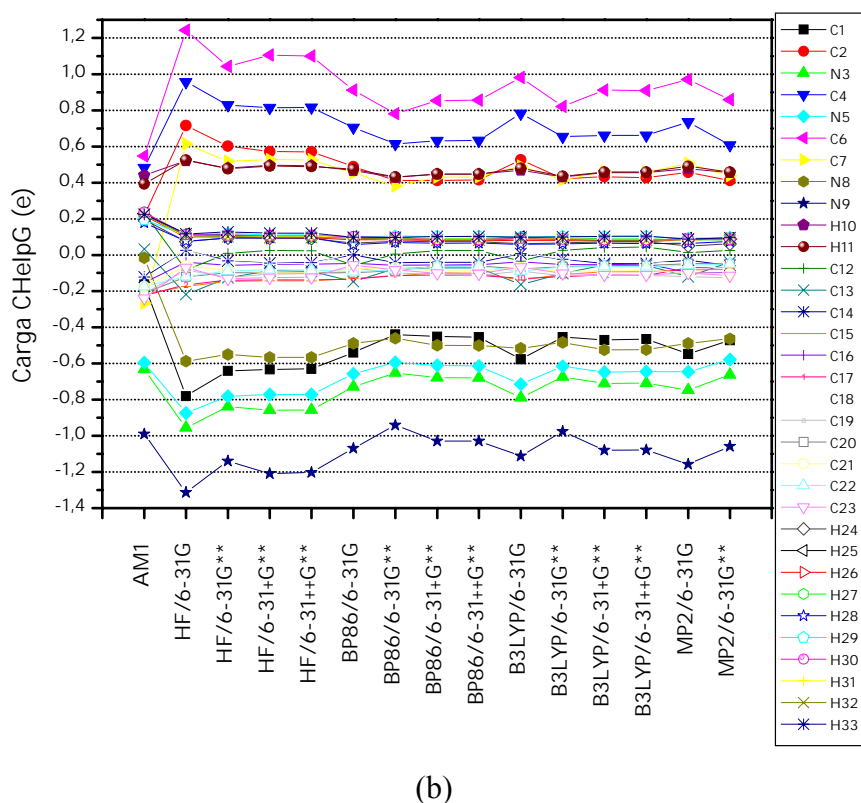 Carga CHelpG (e)
1,2
1,0
0,8
0,6
0,4
0,2
0,0
-0,2
-0,4
-0,6
-0,8
-1,0
-1,2
-1,4
AM1
HF/6-31G
HF/6-31G**
HF/6-31+G**
HF/6-31++G**
BP86/6-31G
BP86/6-31G**
BP86/6-31+G**
BP86/6-31++G**
B3LYP/6-31G
B3LYP/6-31G**
B3LYP/6-31+G**
B3LYP/6-31++G**
MP2/6-31G
MP2/6-31G**
C1
C2
N3
C4
N5
C6
C7
N8
N9
H10
H11
C12
C13
C14
C15
C16
C17
C18
C19
C20
C21
C22
C23
H24
H25
H26
H27
H28
H29
H30
H31
H32
H33
(b)